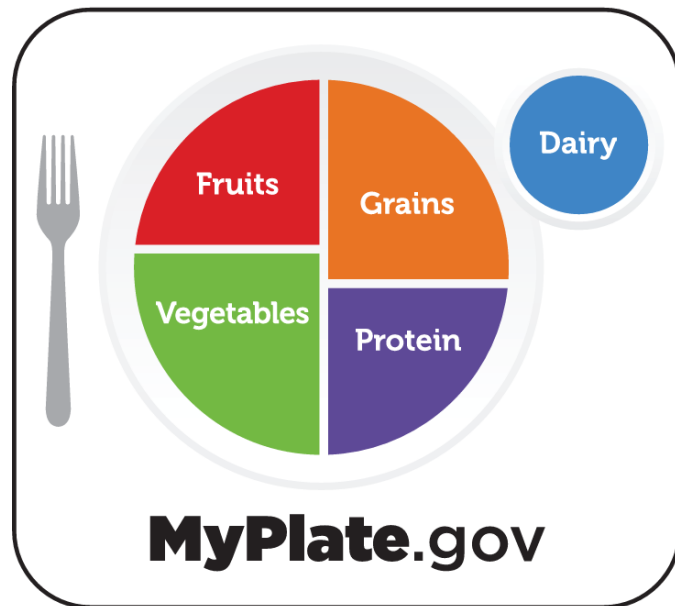 Fruits
Grains
Dairy
Vegetables
Protein
MyPlate.gov